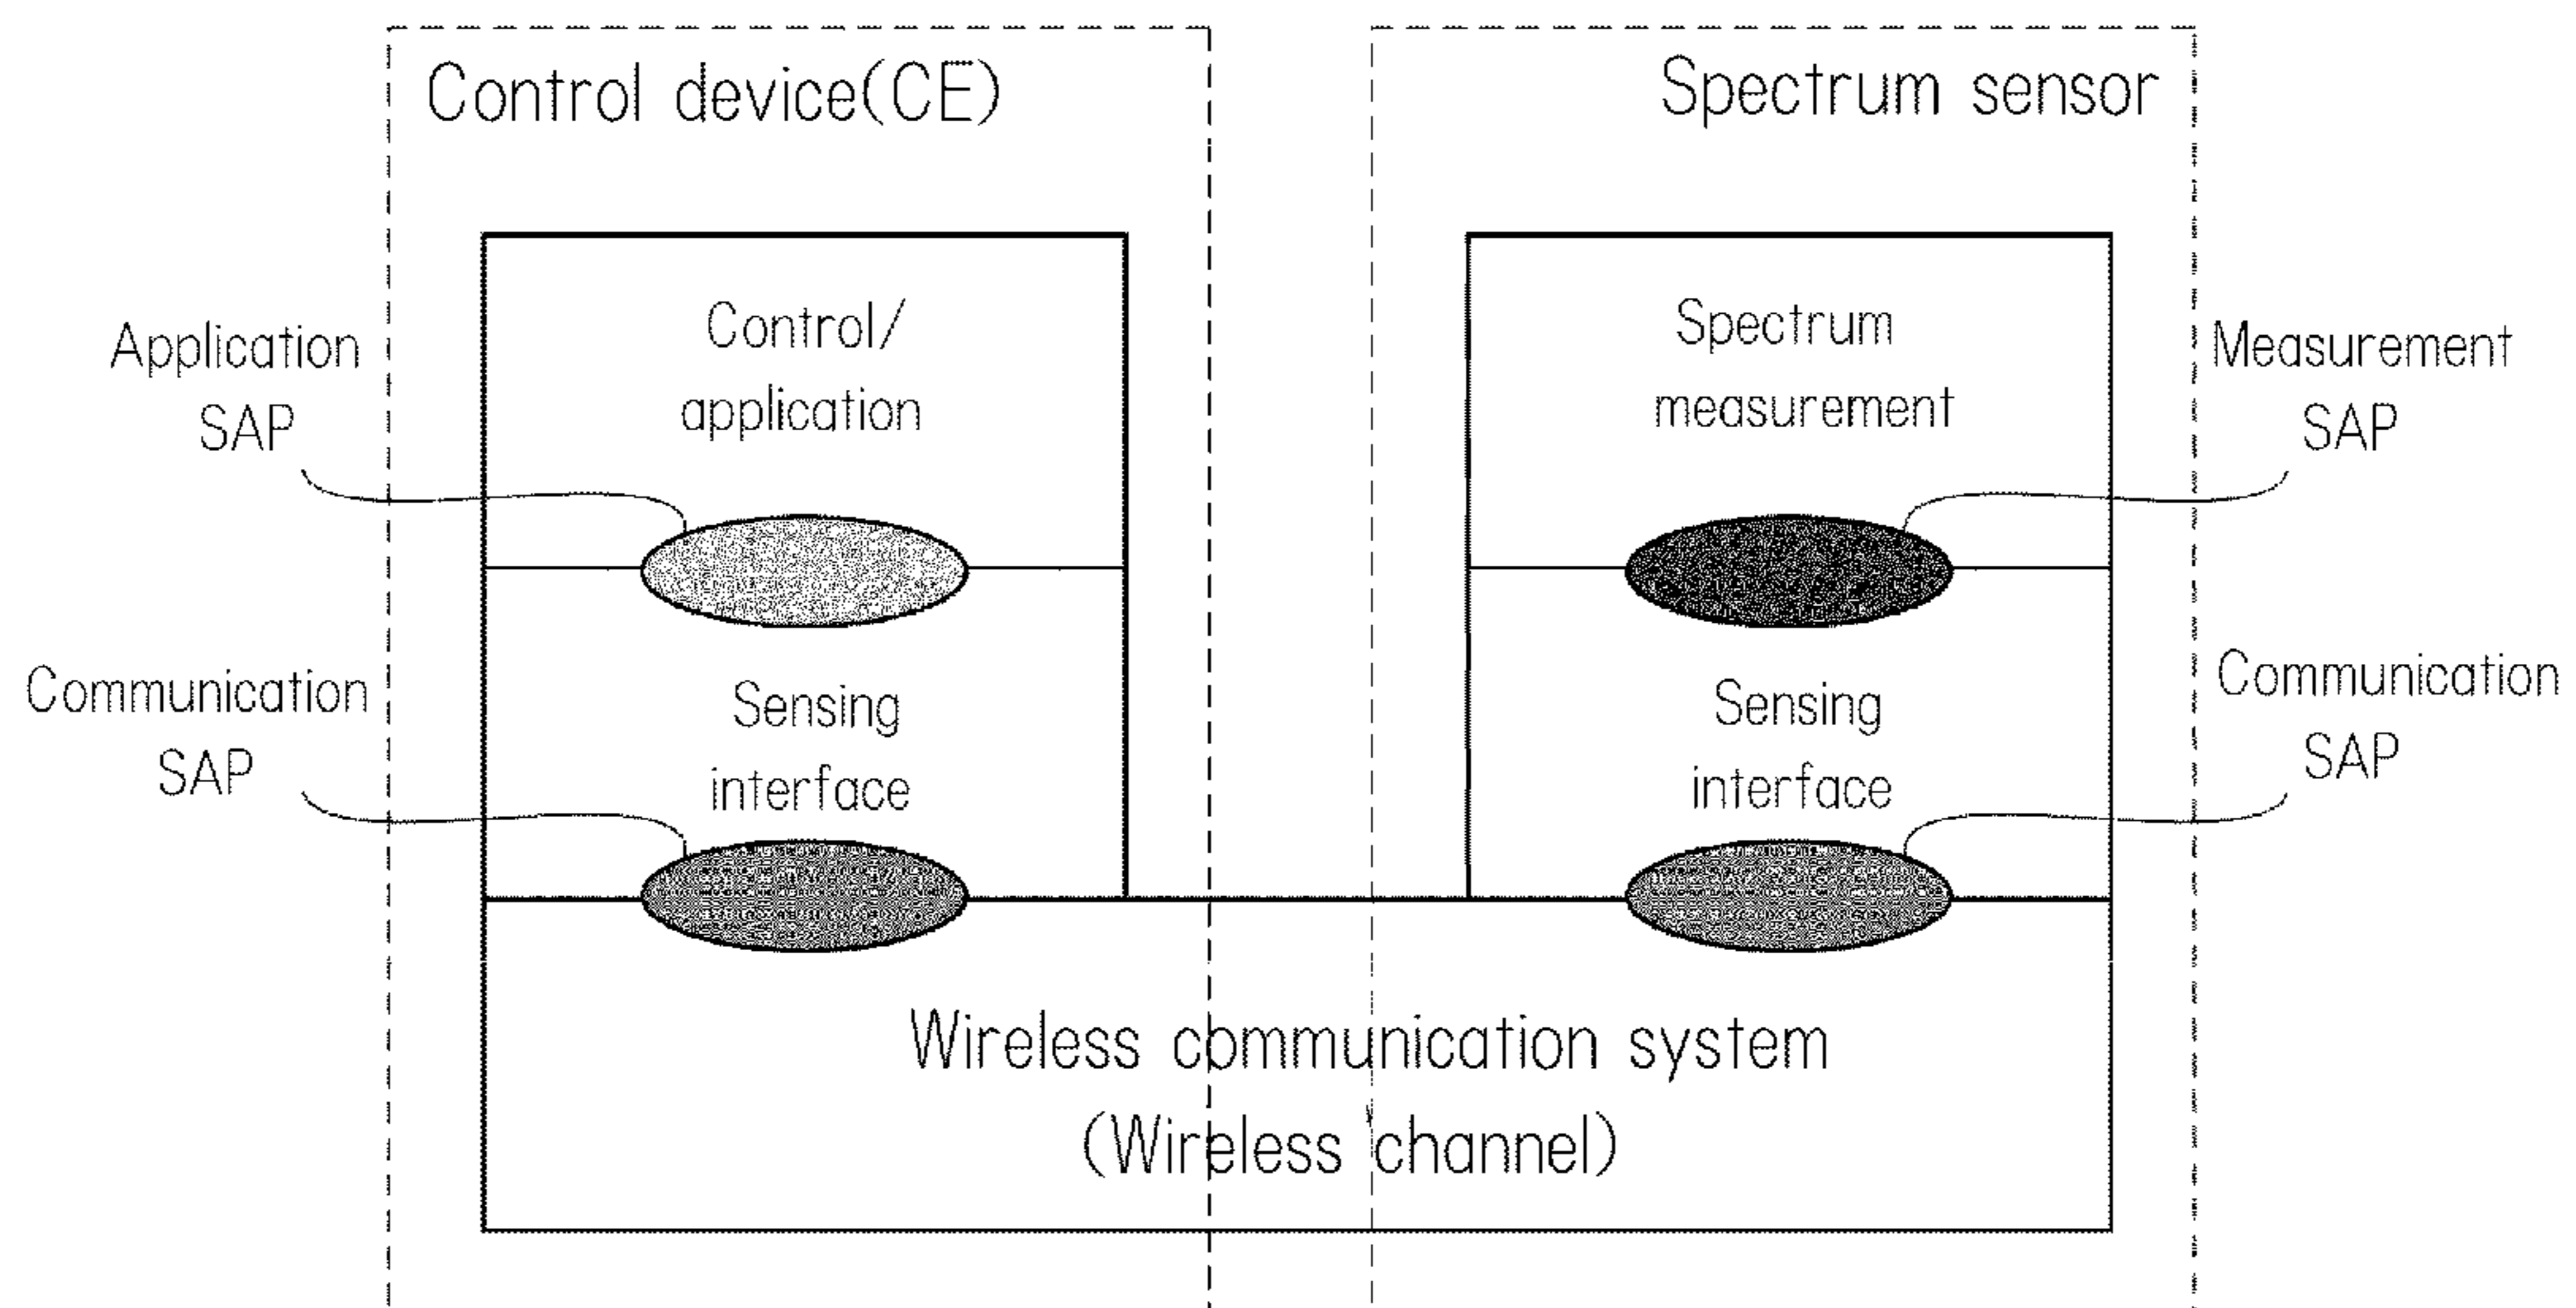 Control device(CE)
Spectrum sensor
Application
SAP
Control/
application
Spectrum
measurement
Measurement
SAP
Communication
SAP
Sensing
interface
Sensing
interface
Communication
SAP
Wireless communication system
(Wireless channel)